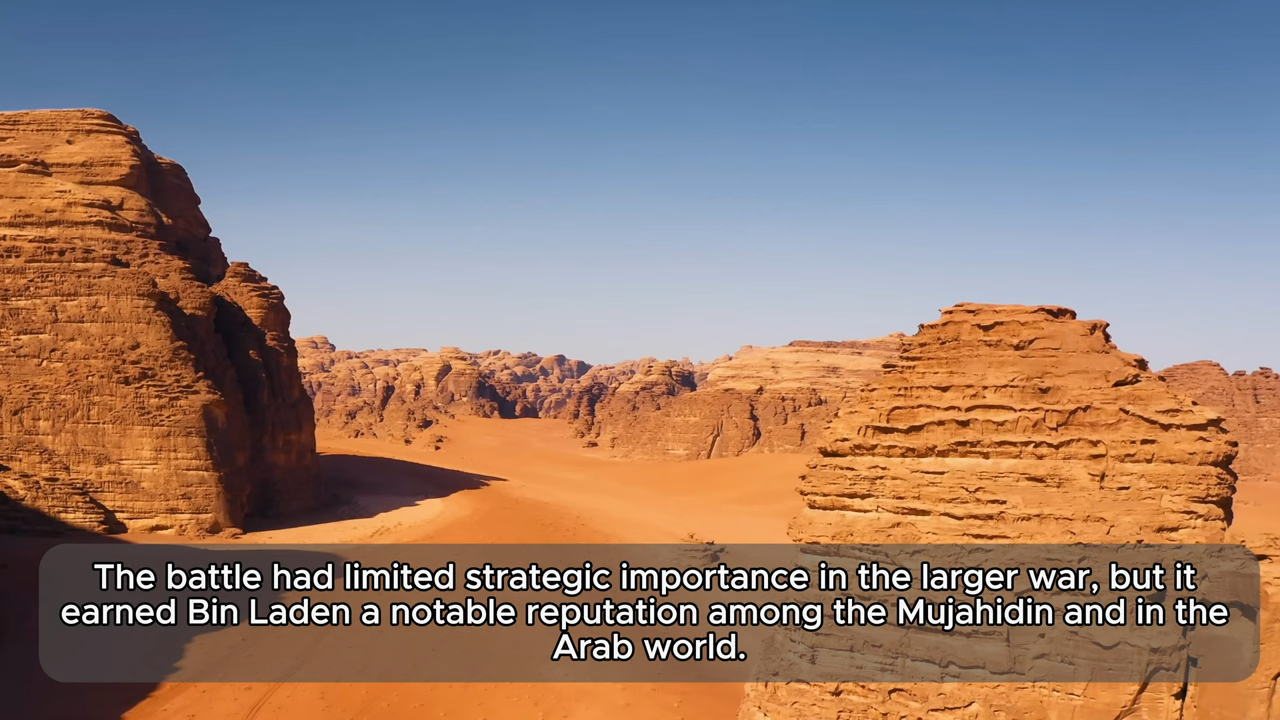 The battle had limited strategic importance in the larger war, but it
earned Bin Laden a notable reputation among the Mujahidin and in the
Arab world.